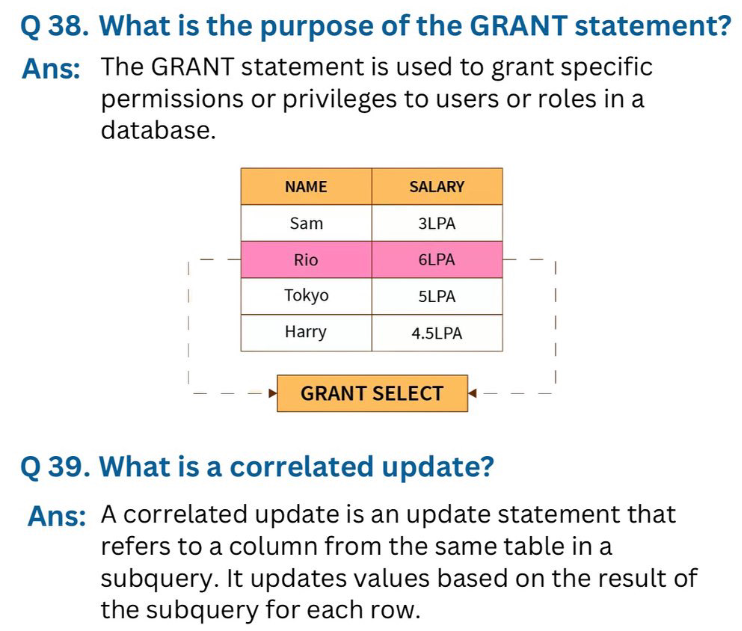 Q 38. What is the purpose of the GRANT statement?
Ans: The GRANT statement is used to grant specific
permissions or privileges to users or roles in a
database.
NAME SALARY
Sam 3LPA
Rio 6LPA
Tokyo 5LPA
Harry 4.5LPA
GRANT SELECT
Q 39. What is a correlated update?
Ans: A correlated update is an update statement that
refers to a column from the same table in a
subquery. It updates values based on the result of
the subquery for each row.